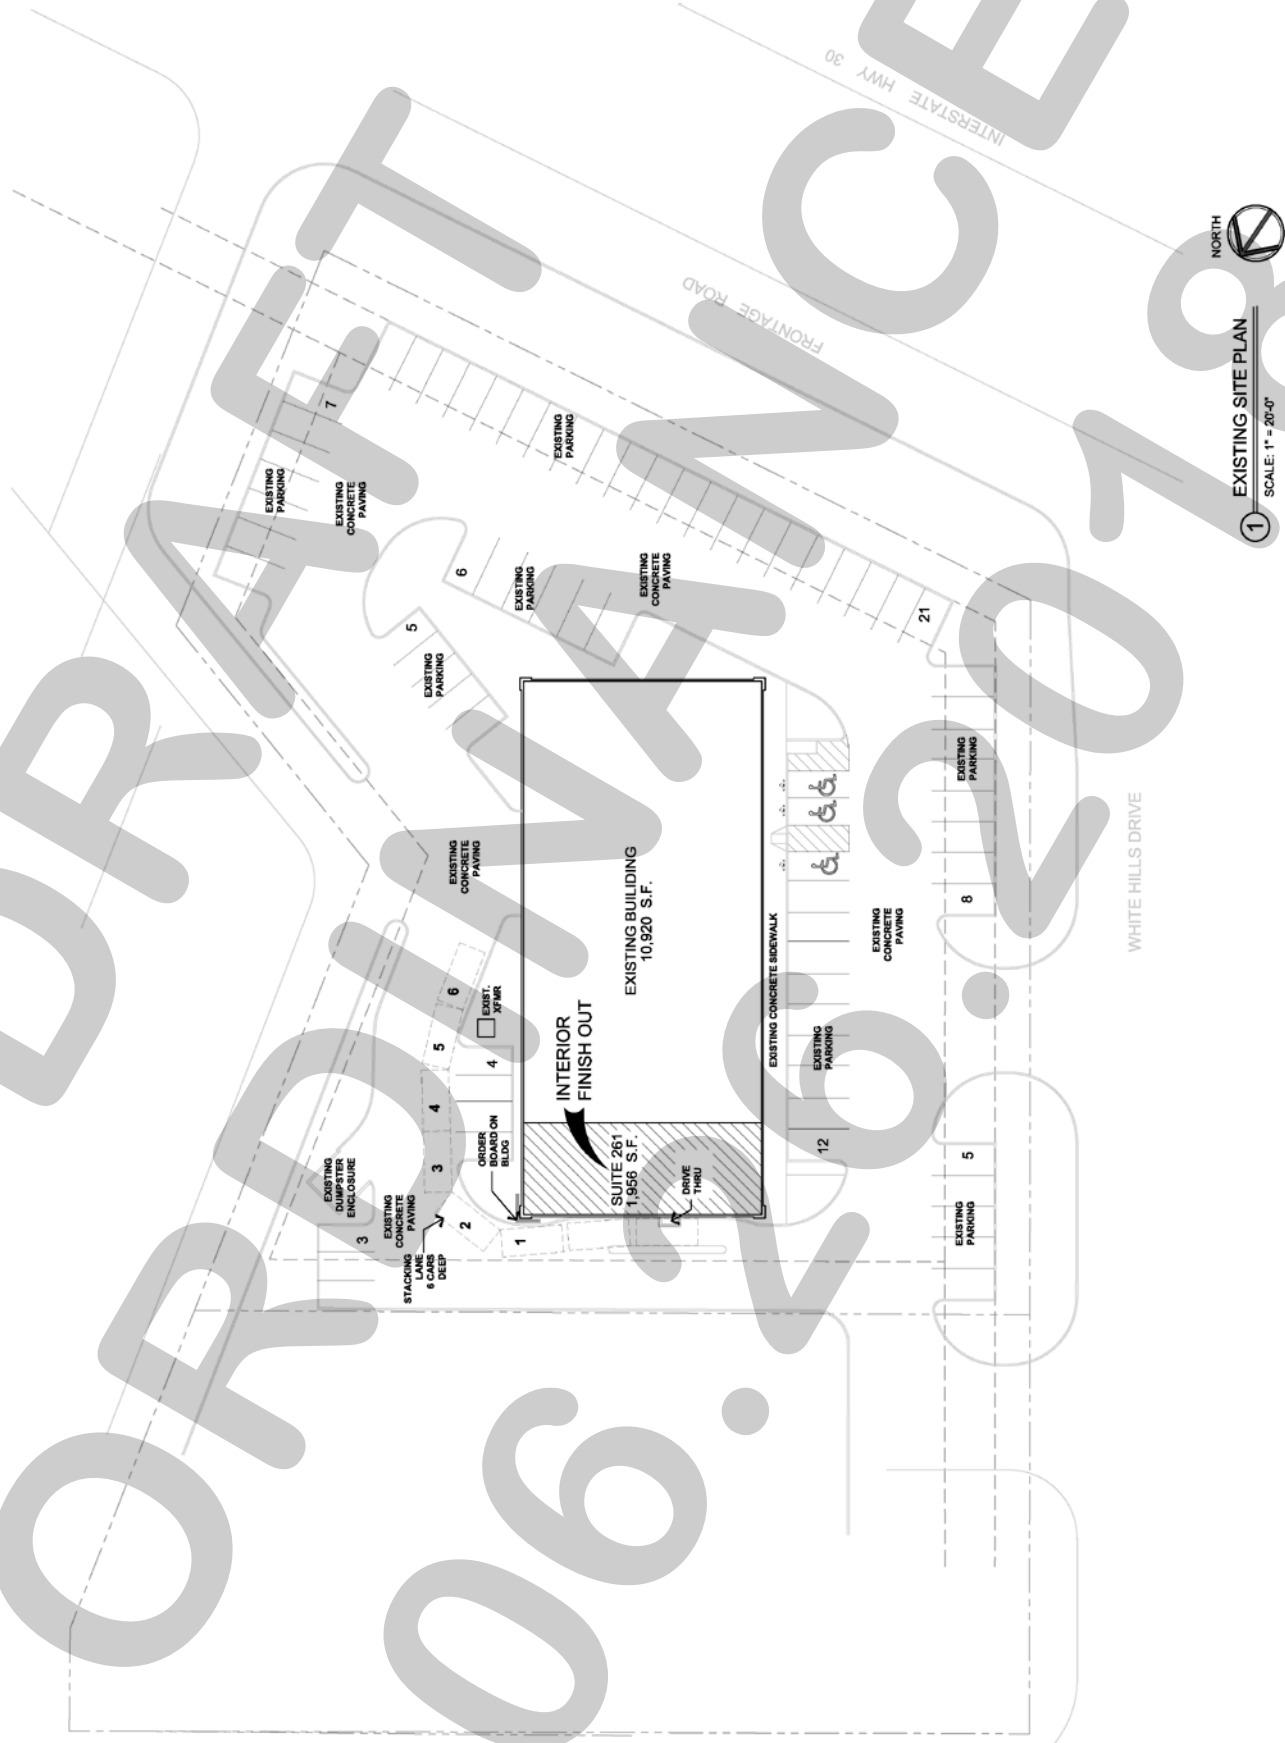 DRAFT
ORDINANCE
06.26.2018
INTERSTATE HWY 30
FRONTAGE ROAD
WHITE HILLS DRIVE
NORTH
1
EXISTING SITE PLAN
SCALE: 1" = 20'-0"
EXISTING
PARKING
7
EXISTING
CONCRETE
PAVING
EXISTING
PARKING
6
EXISTING
PARKING
EXISTING
CONCRETE
PAVING
21
5
EXISTING
PARKING
EXISTING
CONCRETE
PAVING
EXISTING
PARKING
8
EXISTING BUILIDING
10,920 S.F.
INTERIOR
FINISH OUT
SUITE 261
1,956 S.F.
DRIVE
THRU
EXISTING CONCRETE SIDEWALK
EXISTING
CONCRETE
PAVING
EXISTING
PARKING
12
5
EXISTING
PARKING
EXIST.
XFMR
4
ORDER
BOARD ON
BLDG
6
5
4
3
2
1
STACKING
LANE
6 CARS
DEEP
EXISTING
DUMPSTER
ENCLOSURE
3
EXISTING
CONCRETE
PAVING